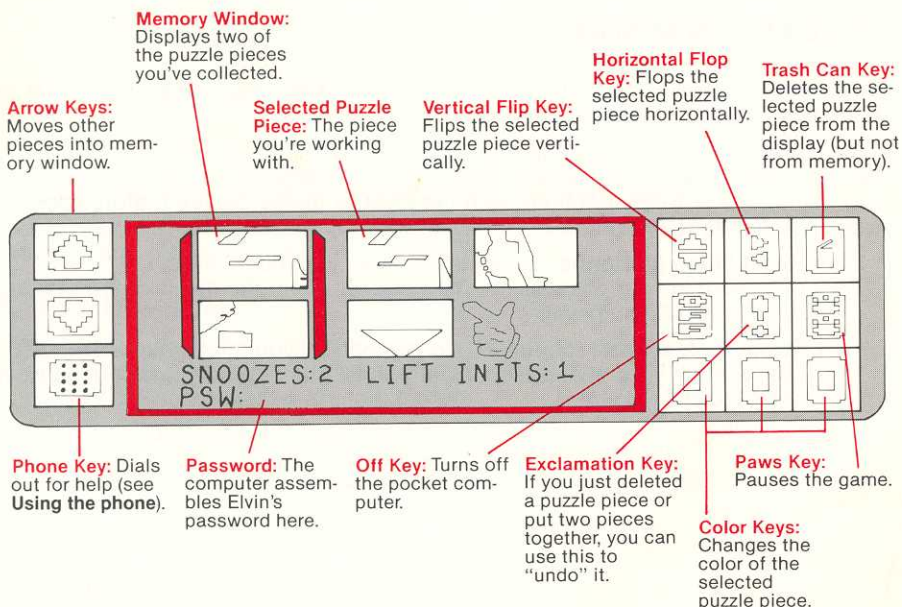 Memory Window:
Displays two of
the puzzle pieces
you've collected.
Arrow Keys:
Moves other
pieces into mem-
ory window.
Selected Puzzle
Piece: The piece
you're working
with.
Vertical Flip Key:
Flips the selected
puzzle piece verti-
cally.
Horizontal Flop
Key: Flops the
selected puzzle
piece horizontally.
Trash Can Key:
Deletes the se-
lected puzzle
piece from the
display (but not
from memory).
SNOOZES:2 LIFT INITS:1
PSW:
Phone Key: Dials
out for help (see
Using the phone).
Password: The
computer assem-
bles Elvin's
password here.
Off Key: Turns off
the pocket com-
puter.
Exclamation Key:
If you just deleted
a puzzle piece or
put two pieces
together, you can
use this to
"undo" it.
Paws Key:
Pauses the game.
Color Keys:
Changes the
color of the
selected
puzzle piece.